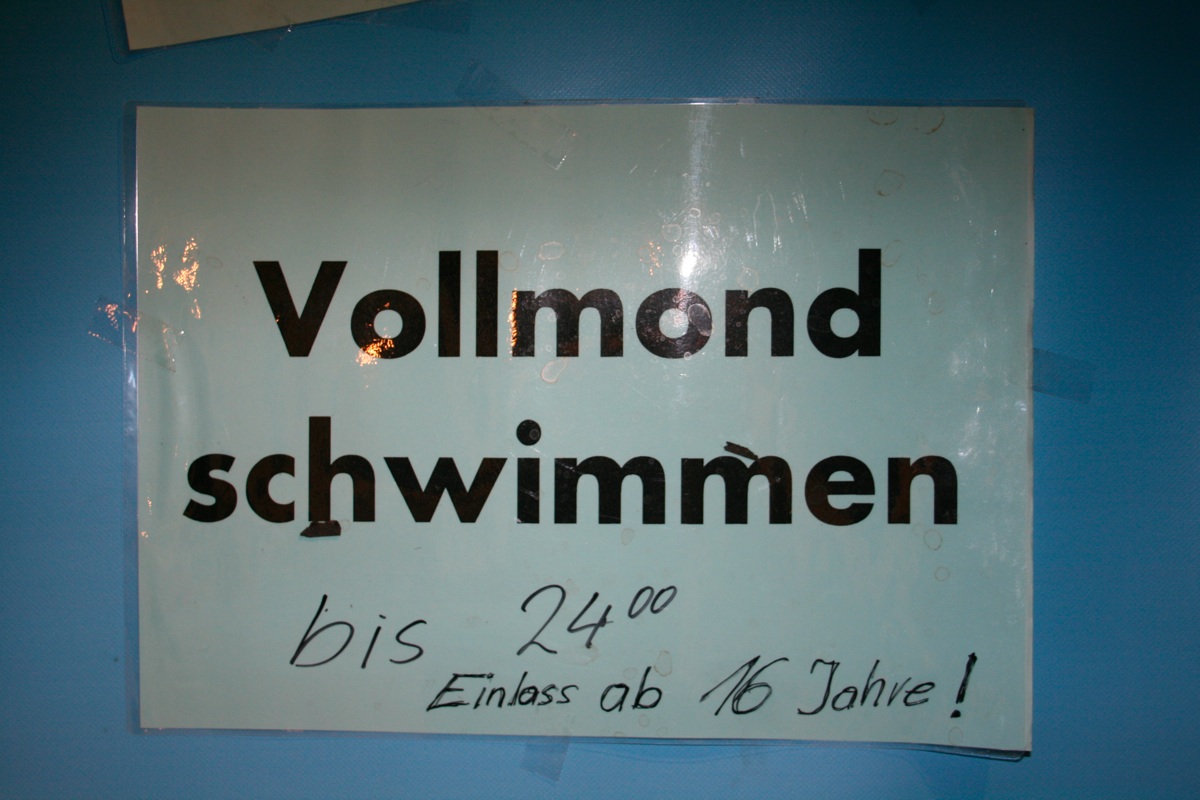 Vollmond
schwimmen
bis 24⁰⁰
Einlass ab 16 Jahre!